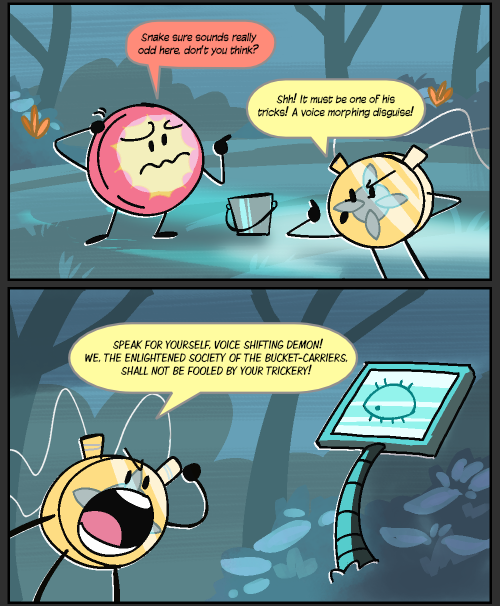 Snake sure sounds really
odd here, don't you think?
Shh! It must be one of his
tricks! A voice morphing disguise!
SPEAK FOR YOURSELF, VOICE SHIFTING DEMON!
WE, THE ENLIGHTENED SOCIETY OF THE BUCKET-CARRIERS,
SHALL NOT BE FOOLED BY YOUR TRICKERY!